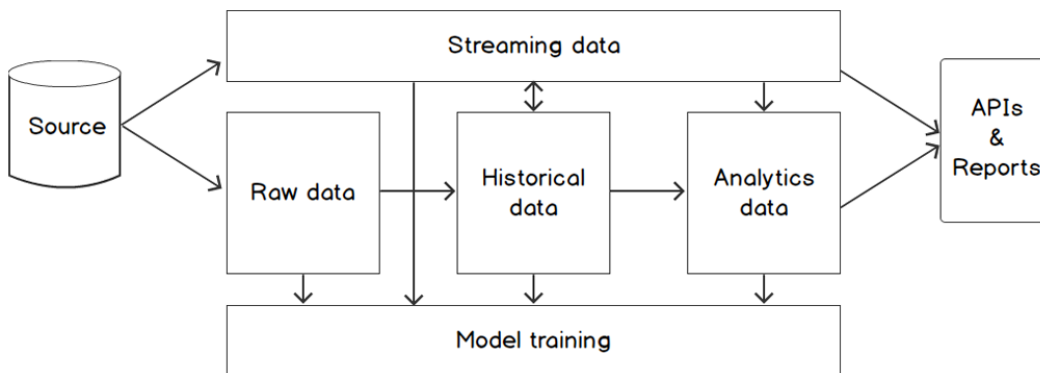 Streaming data
Source
APIs
&
Reports
Raw data
Historical
data
Analytics
data
Model training